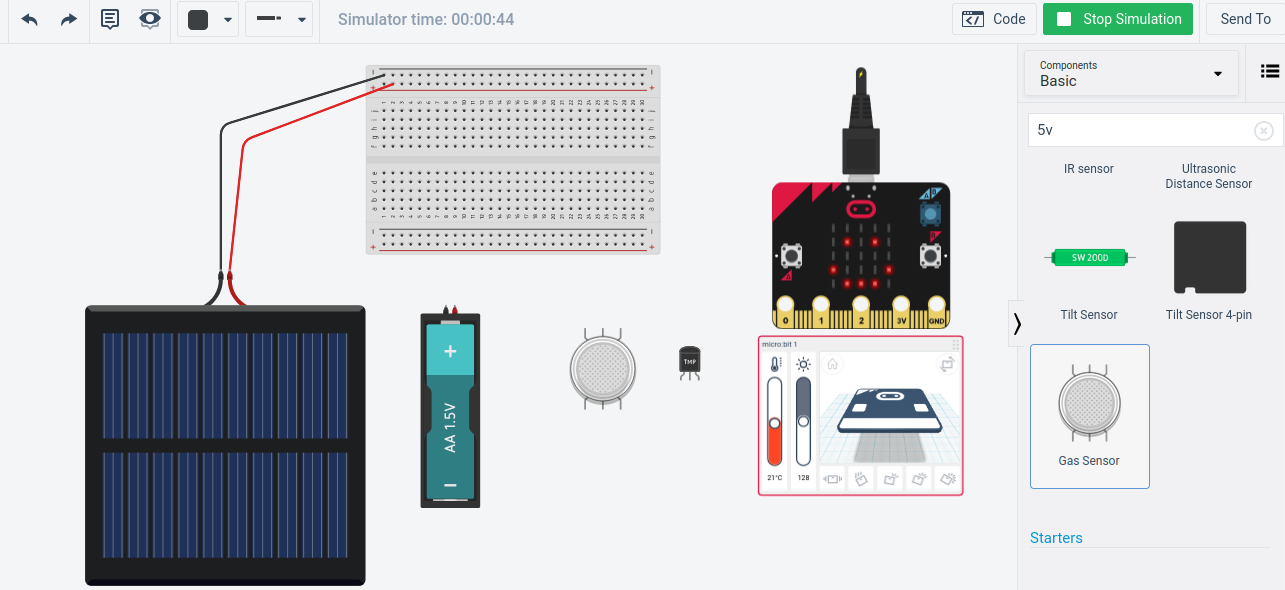 Simulator time: 00:00:44
Code
Stop Simulation
Send To
Components
Basic
5v
IR sensor
Ultrasonic
Distance Sensor
SW 200D
Tilt Sensor
Tilt Sensor 4-pin
Gas Sensor
Starters
AA 1.5V
+
−
TMP
0
1
2
3V
GND
micro:bit 1
21°C
128